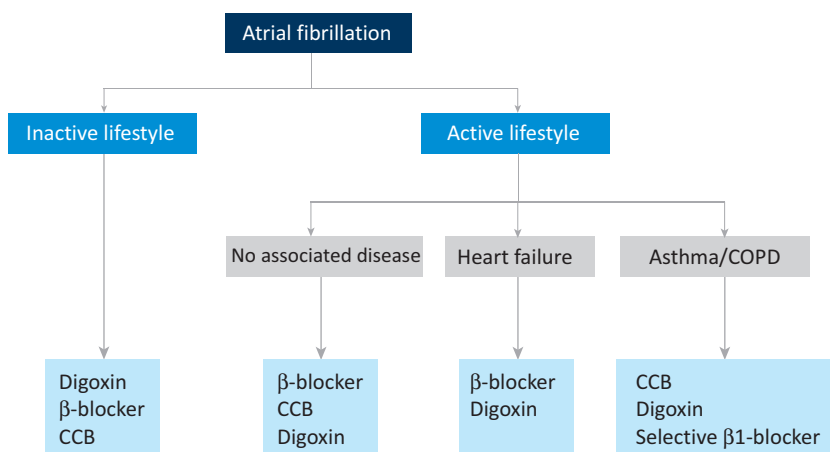 Atrial fibrillation
Inactive lifestyle
Active lifestyle
No associated disease
Heart failure
Asthma/COPD
Digoxin
β-blocker
CCB
β-blocker
CCB
Digoxin
β-blocker
Digoxin
CCB
Digoxin
Selective β1-blocker